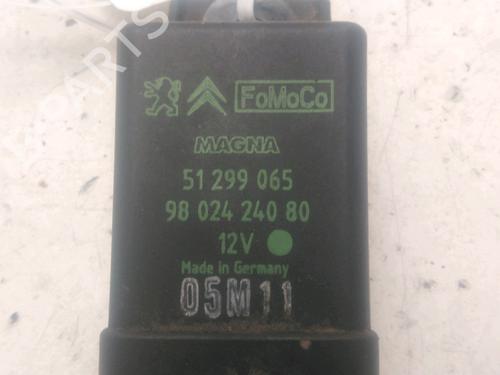 FoMoCo
MAGNA
51 299 065
98 024 240 80
12V
Made in Germany
05M11